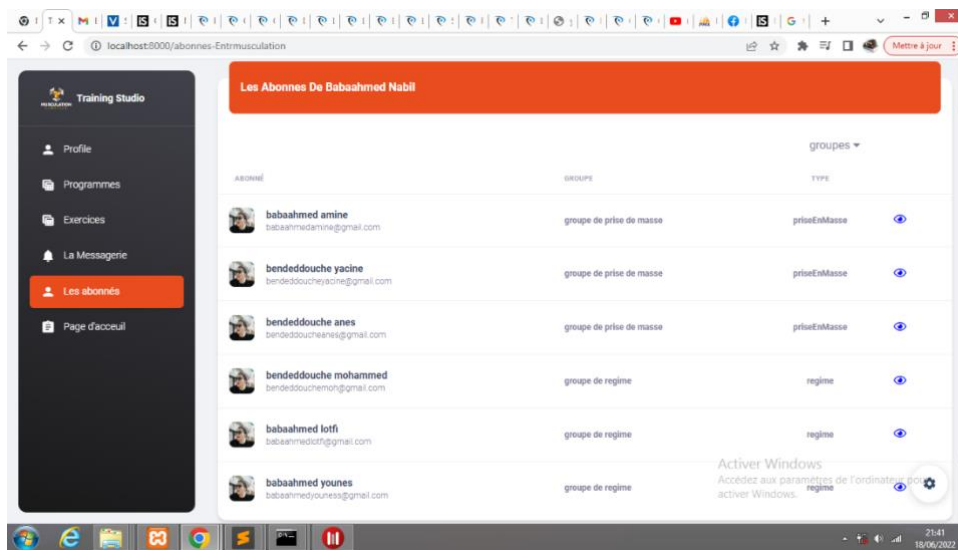 localhost:8000/abonnes-Entrmusculation
Mettre à jour
MUSCULATION
Training Studio
Profile
Programmes
Exercices
La Messagerie
Les abonnés
Page d'acceuil
Les Abonnes De Babaahmed Nabil
groupes
ABONNÉ GROUPE TYPE
babaahmed amine
babaahmedamine@gmail.com
groupe de prise de masse priseEnMasse
bendeddouche yacine
bendeddoucheyacine@gmail.com
groupe de prise de masse priseEnMasse
bendeddouche anes
bendeddoucheanes@gmail.com
groupe de prise de masse priseEnMasse
bendeddouche mohammed
bendeddouchemoh@gmail.com
groupe de regime regime
babaahmed lotfi
babaahmedlotfi@gmail.com
groupe de regime regime
babaahmed younes
babaahmedyouness@gmail.com
groupe de regime regime
Activer Windows
Accédez aux paramètres de l'ordinateur pour
activer Windows.
21:41
18/06/2022